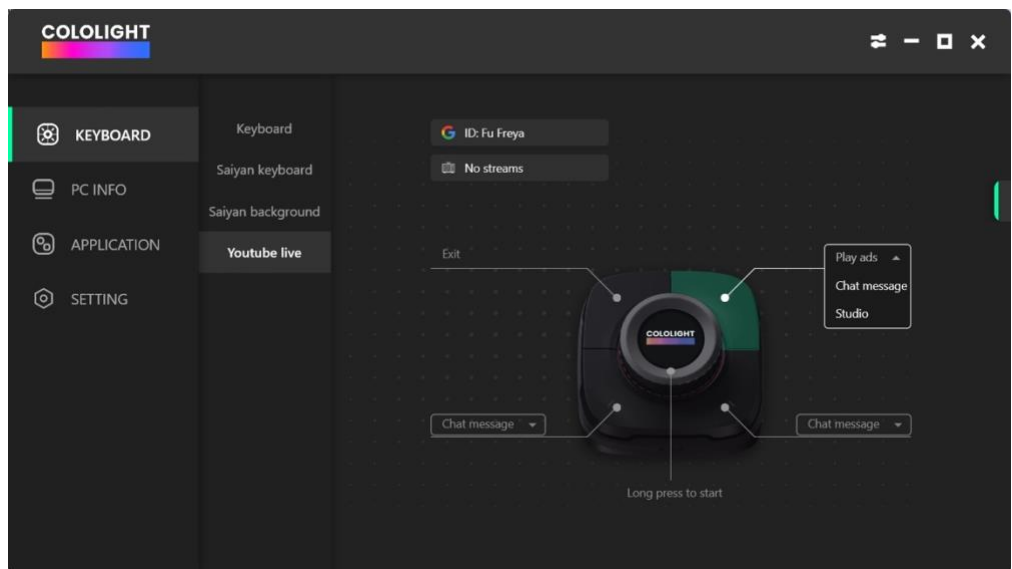 COLOLIGHT
KEYBOARD
PC INFO
APPLICATION
SETTING
Keyboard
Saiyan keyboard
Saiyan background
Youtube live
ID: Fu Freya
No streams
Exit
Play ads
Chat message
Studio
COLOLIGHT
Chat message
Chat message
Long press to start